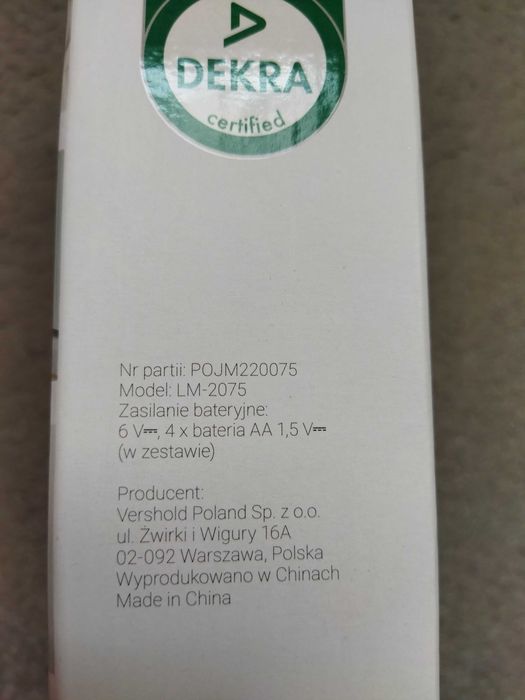 DEKRA
certified
Nr partii: POJM220075
Model: LM-2075
Zasilanie bateryjne:
6 V⎓, 4 x bateria AA 1,5 V⎓
(w zestawie)
Producent:
Vershold Poland Sp. z o.o.
ul. Żwirki i Wigury 16A
02-092 Warszawa, Polska
Wyprodukowano w Chinach
Made in China